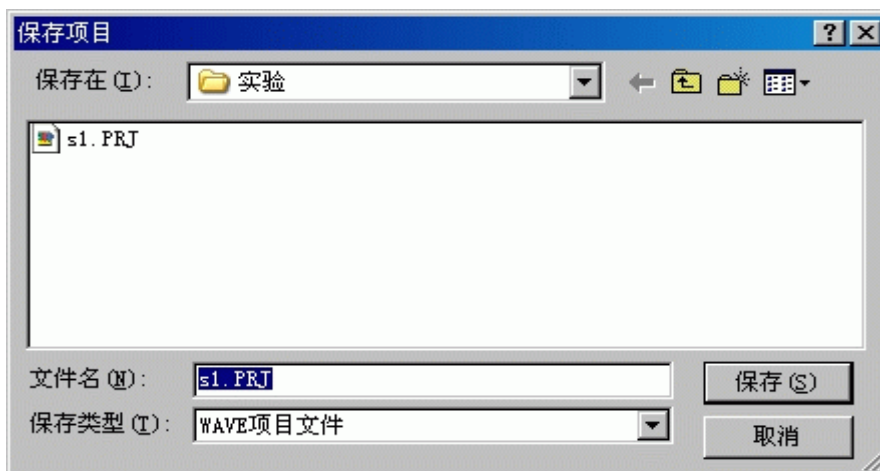 保存项目
保存在(I): 实验
s1.PRJ
文件名(N): s1.PRJ 保存(S)
保存类型(T): WAVE项目文件 取消